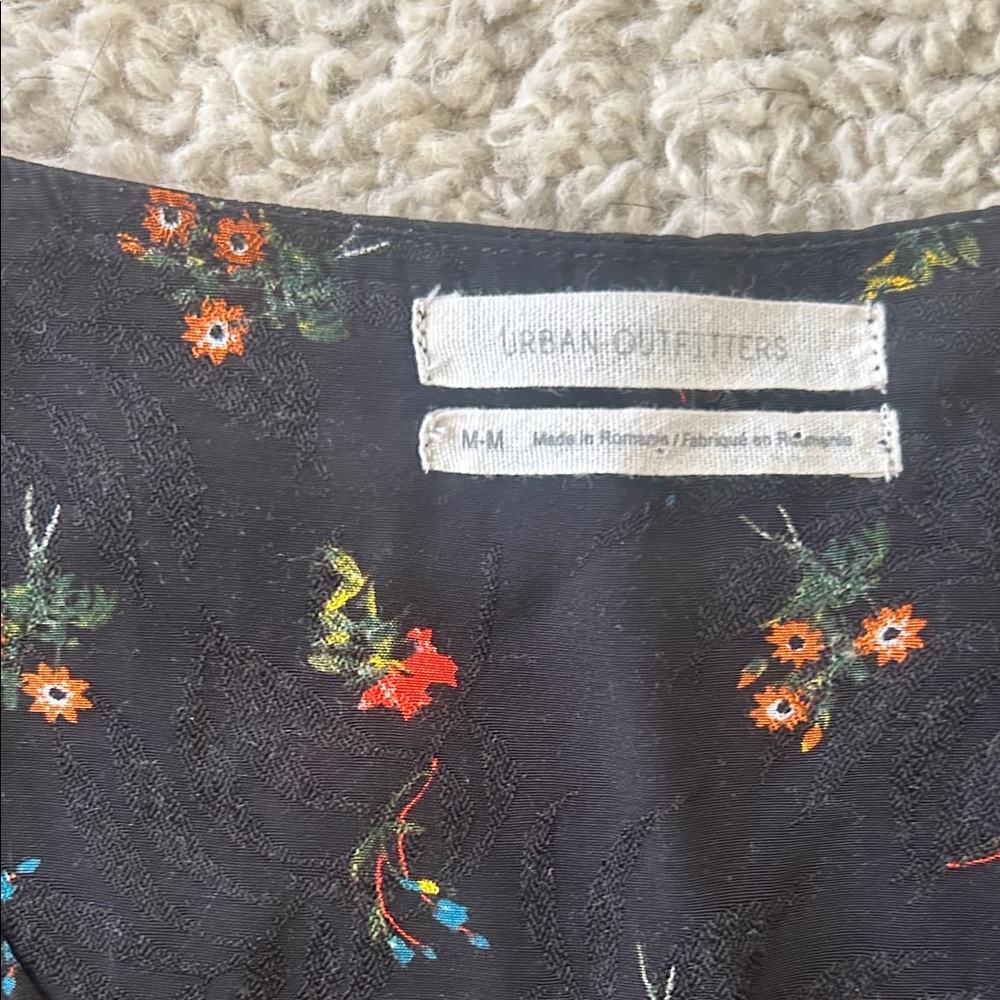 URBAN OUTFITTERS
M-M Made in Romania / Fabriqué en Roumanie